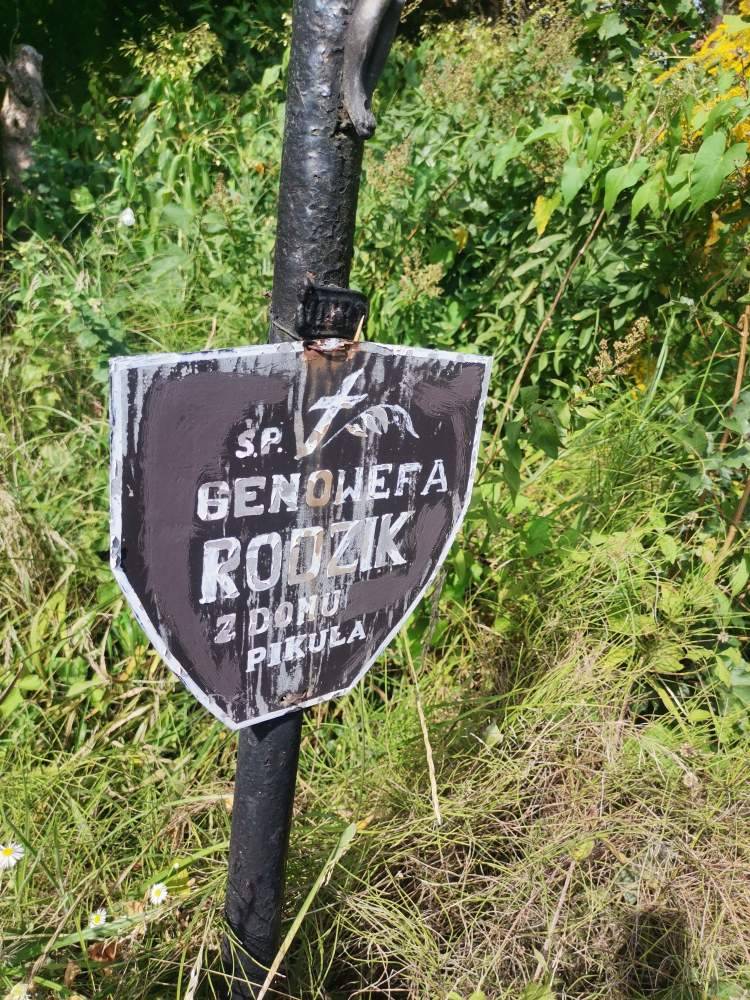 Ś.P.
GENOWEFA
RODZIK
Z DOMU
PIKUŁA